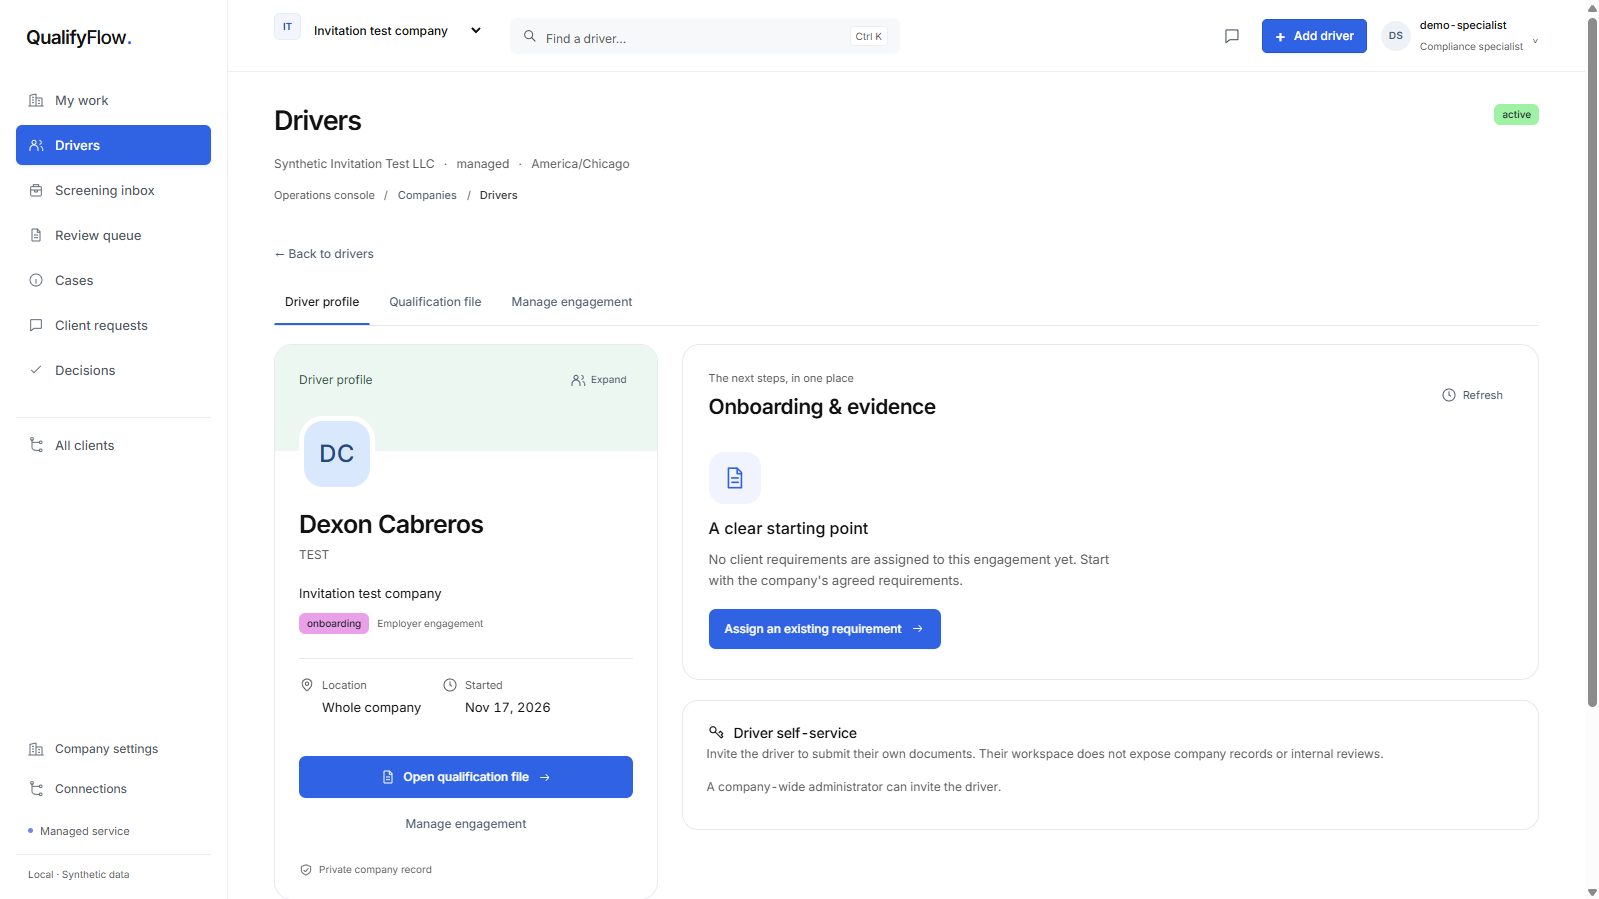 QualifyFlow.
IT
Invitation test company
Find a driver...
Ctrl K
+ Add driver
DS
demo-specialist
Compliance specialist
My work
Drivers
Screening inbox
Review queue
Cases
Client requests
Decisions
All clients
Company settings
Connections
Managed service
Local · Synthetic data
Drivers
active
Synthetic Invitation Test LLC · managed · America/Chicago
Operations console / Companies / Drivers
← Back to drivers
Driver profile
Qualification file
Manage engagement
Driver profile
Expand
DC
Dexon Cabreros
TEST
Invitation test company
onboarding
Employer engagement
Location
Whole company
Started
Nov 17, 2026
Open qualification file →
Manage engagement
Private company record
The next steps, in one place
Onboarding & evidence
Refresh
A clear starting point
No client requirements are assigned to this engagement yet. Start
with the company's agreed requirements.
Assign an existing requirement →
Driver self-service
Invite the driver to submit their own documents. Their workspace does not expose company records or internal reviews.
A company-wide administrator can invite the driver.